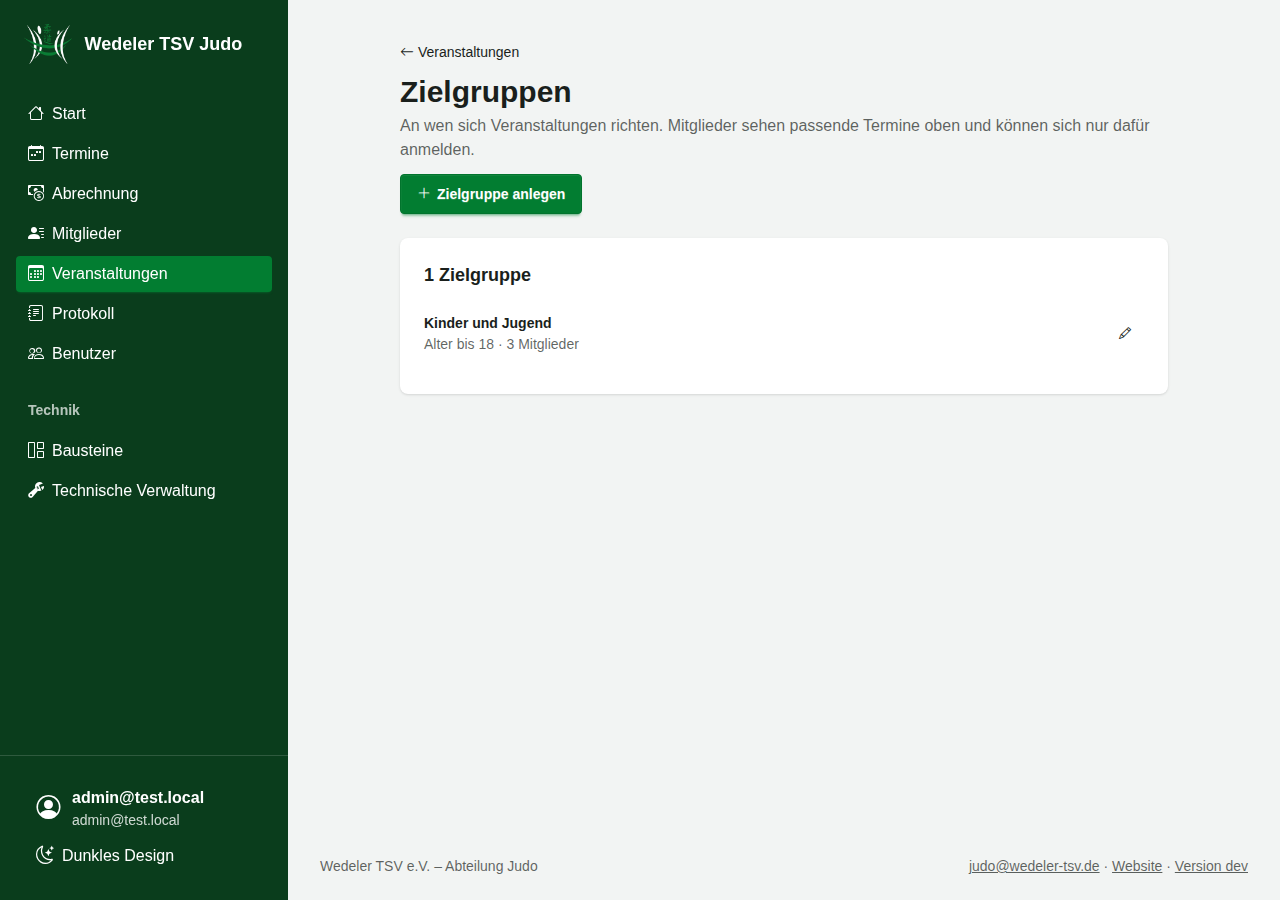 Wedeler TSV Judo
Start
Termine
Abrechnung
Mitglieder
Veranstaltungen
Protokoll
Benutzer
Technik
Bausteine
Technische Verwaltung
admin@test.local
admin@test.local
Dunkles Design
Veranstaltungen
Zielgruppen
An wen sich Veranstaltungen richten. Mitglieder sehen passende Termine oben und können sich nur dafür
anmelden.
Zielgruppe anlegen
1 Zielgruppe
Kinder und Jugend
Alter bis 18 · 3 Mitglieder
Wedeler TSV e.V. – Abteilung Judo
judo@wedeler-tsv.de · Website · Version dev